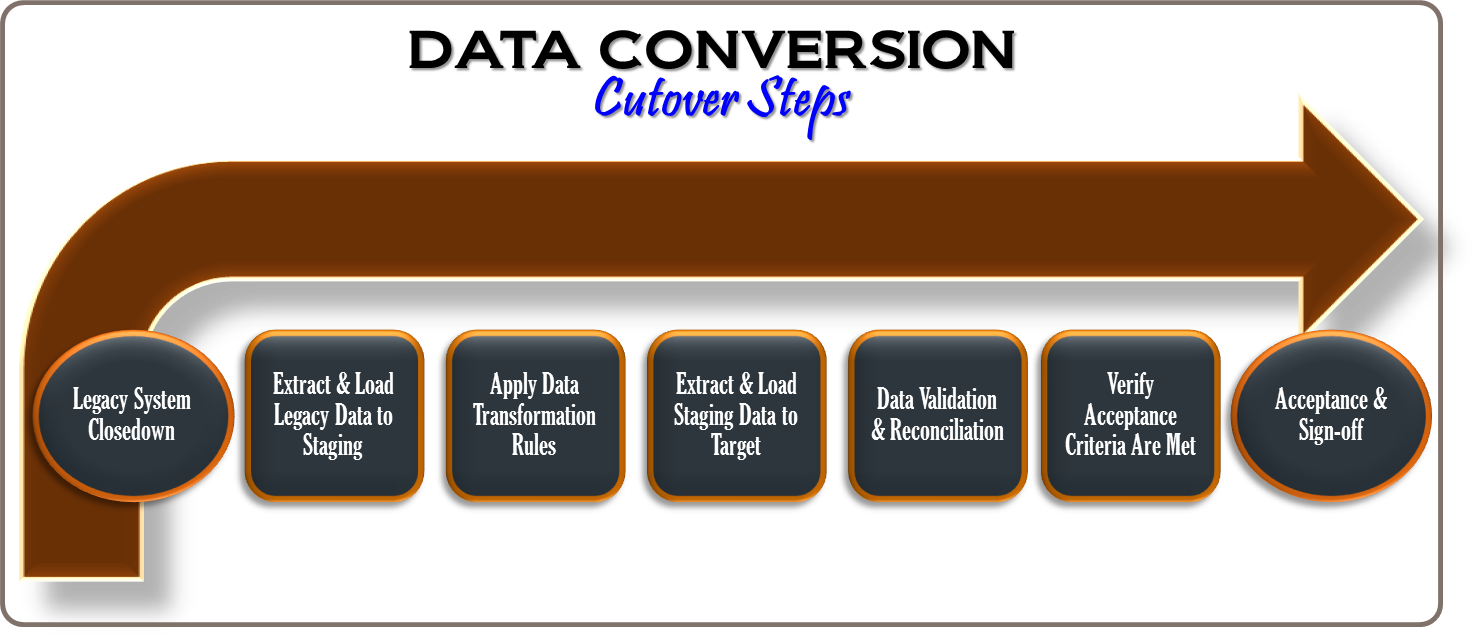 DATA CONVERSION
Cutover Steps
Legacy System
Closedown
Extract & Load
Legacy Data to
Staging
Apply Data
Transformation
Rules
Extract & Load
Staging Data to
Target
Data Validation
& Reconciliation
Verify
Acceptance
Criteria Are Met
Acceptance &
Sign-off